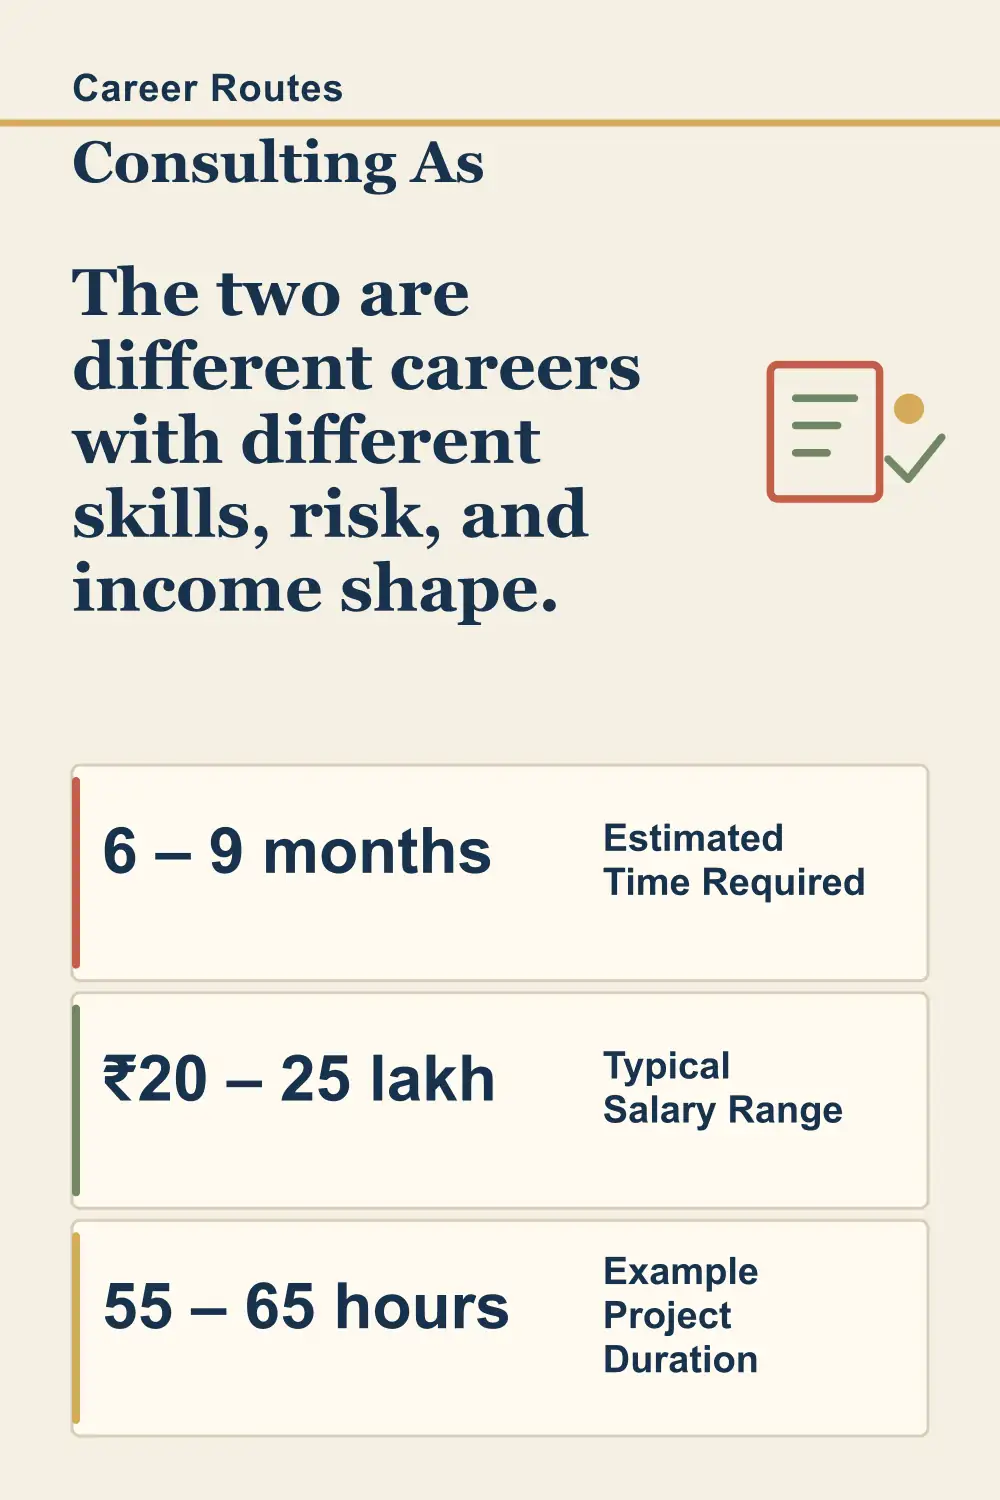 Career Routes
Consulting As
The two are
different careers
with different
skills, risk, and
income shape.
6 – 9 months
Estimated
Time Required
₹20 – 25 lakh
Typical
Salary Range
55 – 65 hours
Example
Project
Duration